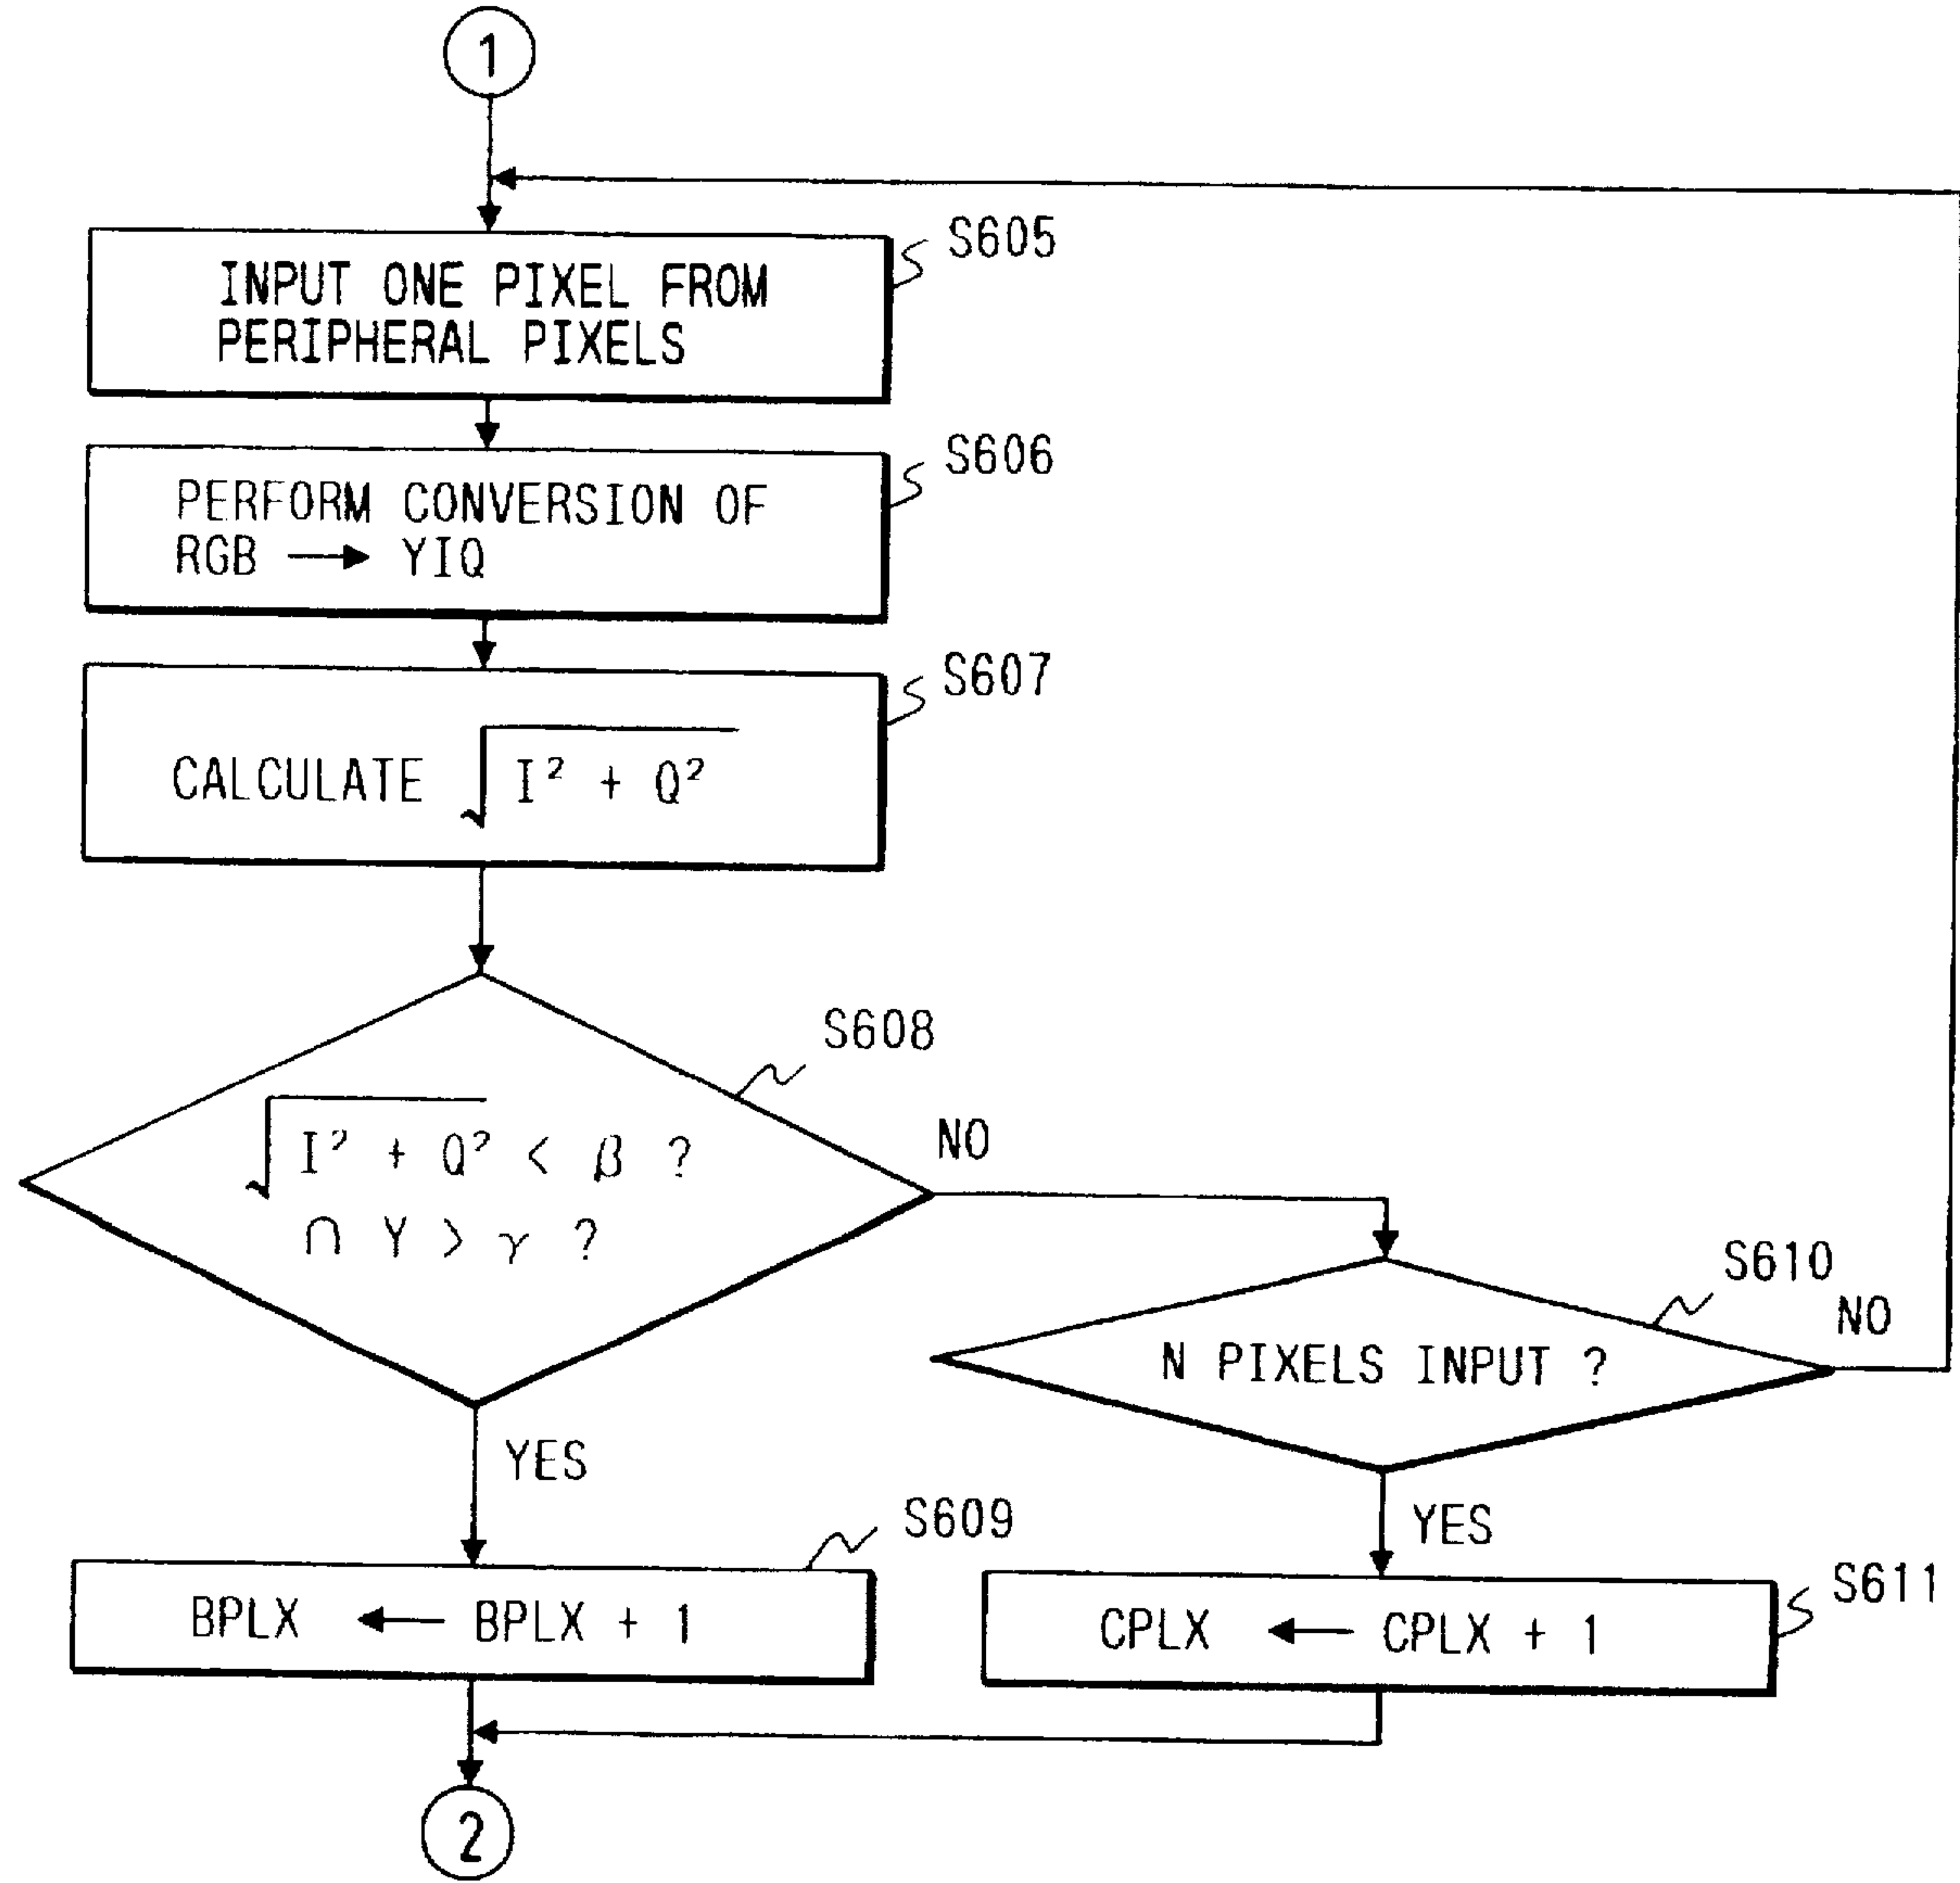 1
S605
INPUT ONE PIXEL FROM
PERIPHERAL PIXELS
S606
PERFORM CONVERSION OF
RGB → YIQ
S607
CALCULATE √I² + Q²
S608
√I² + Q² < β ?
∩ Y > γ ?
NO
YES
S610
N PIXELS INPUT ?
NO
YES
S609
BPLX ← BPLX + 1
S611
CPLX ← CPLX + 1
2